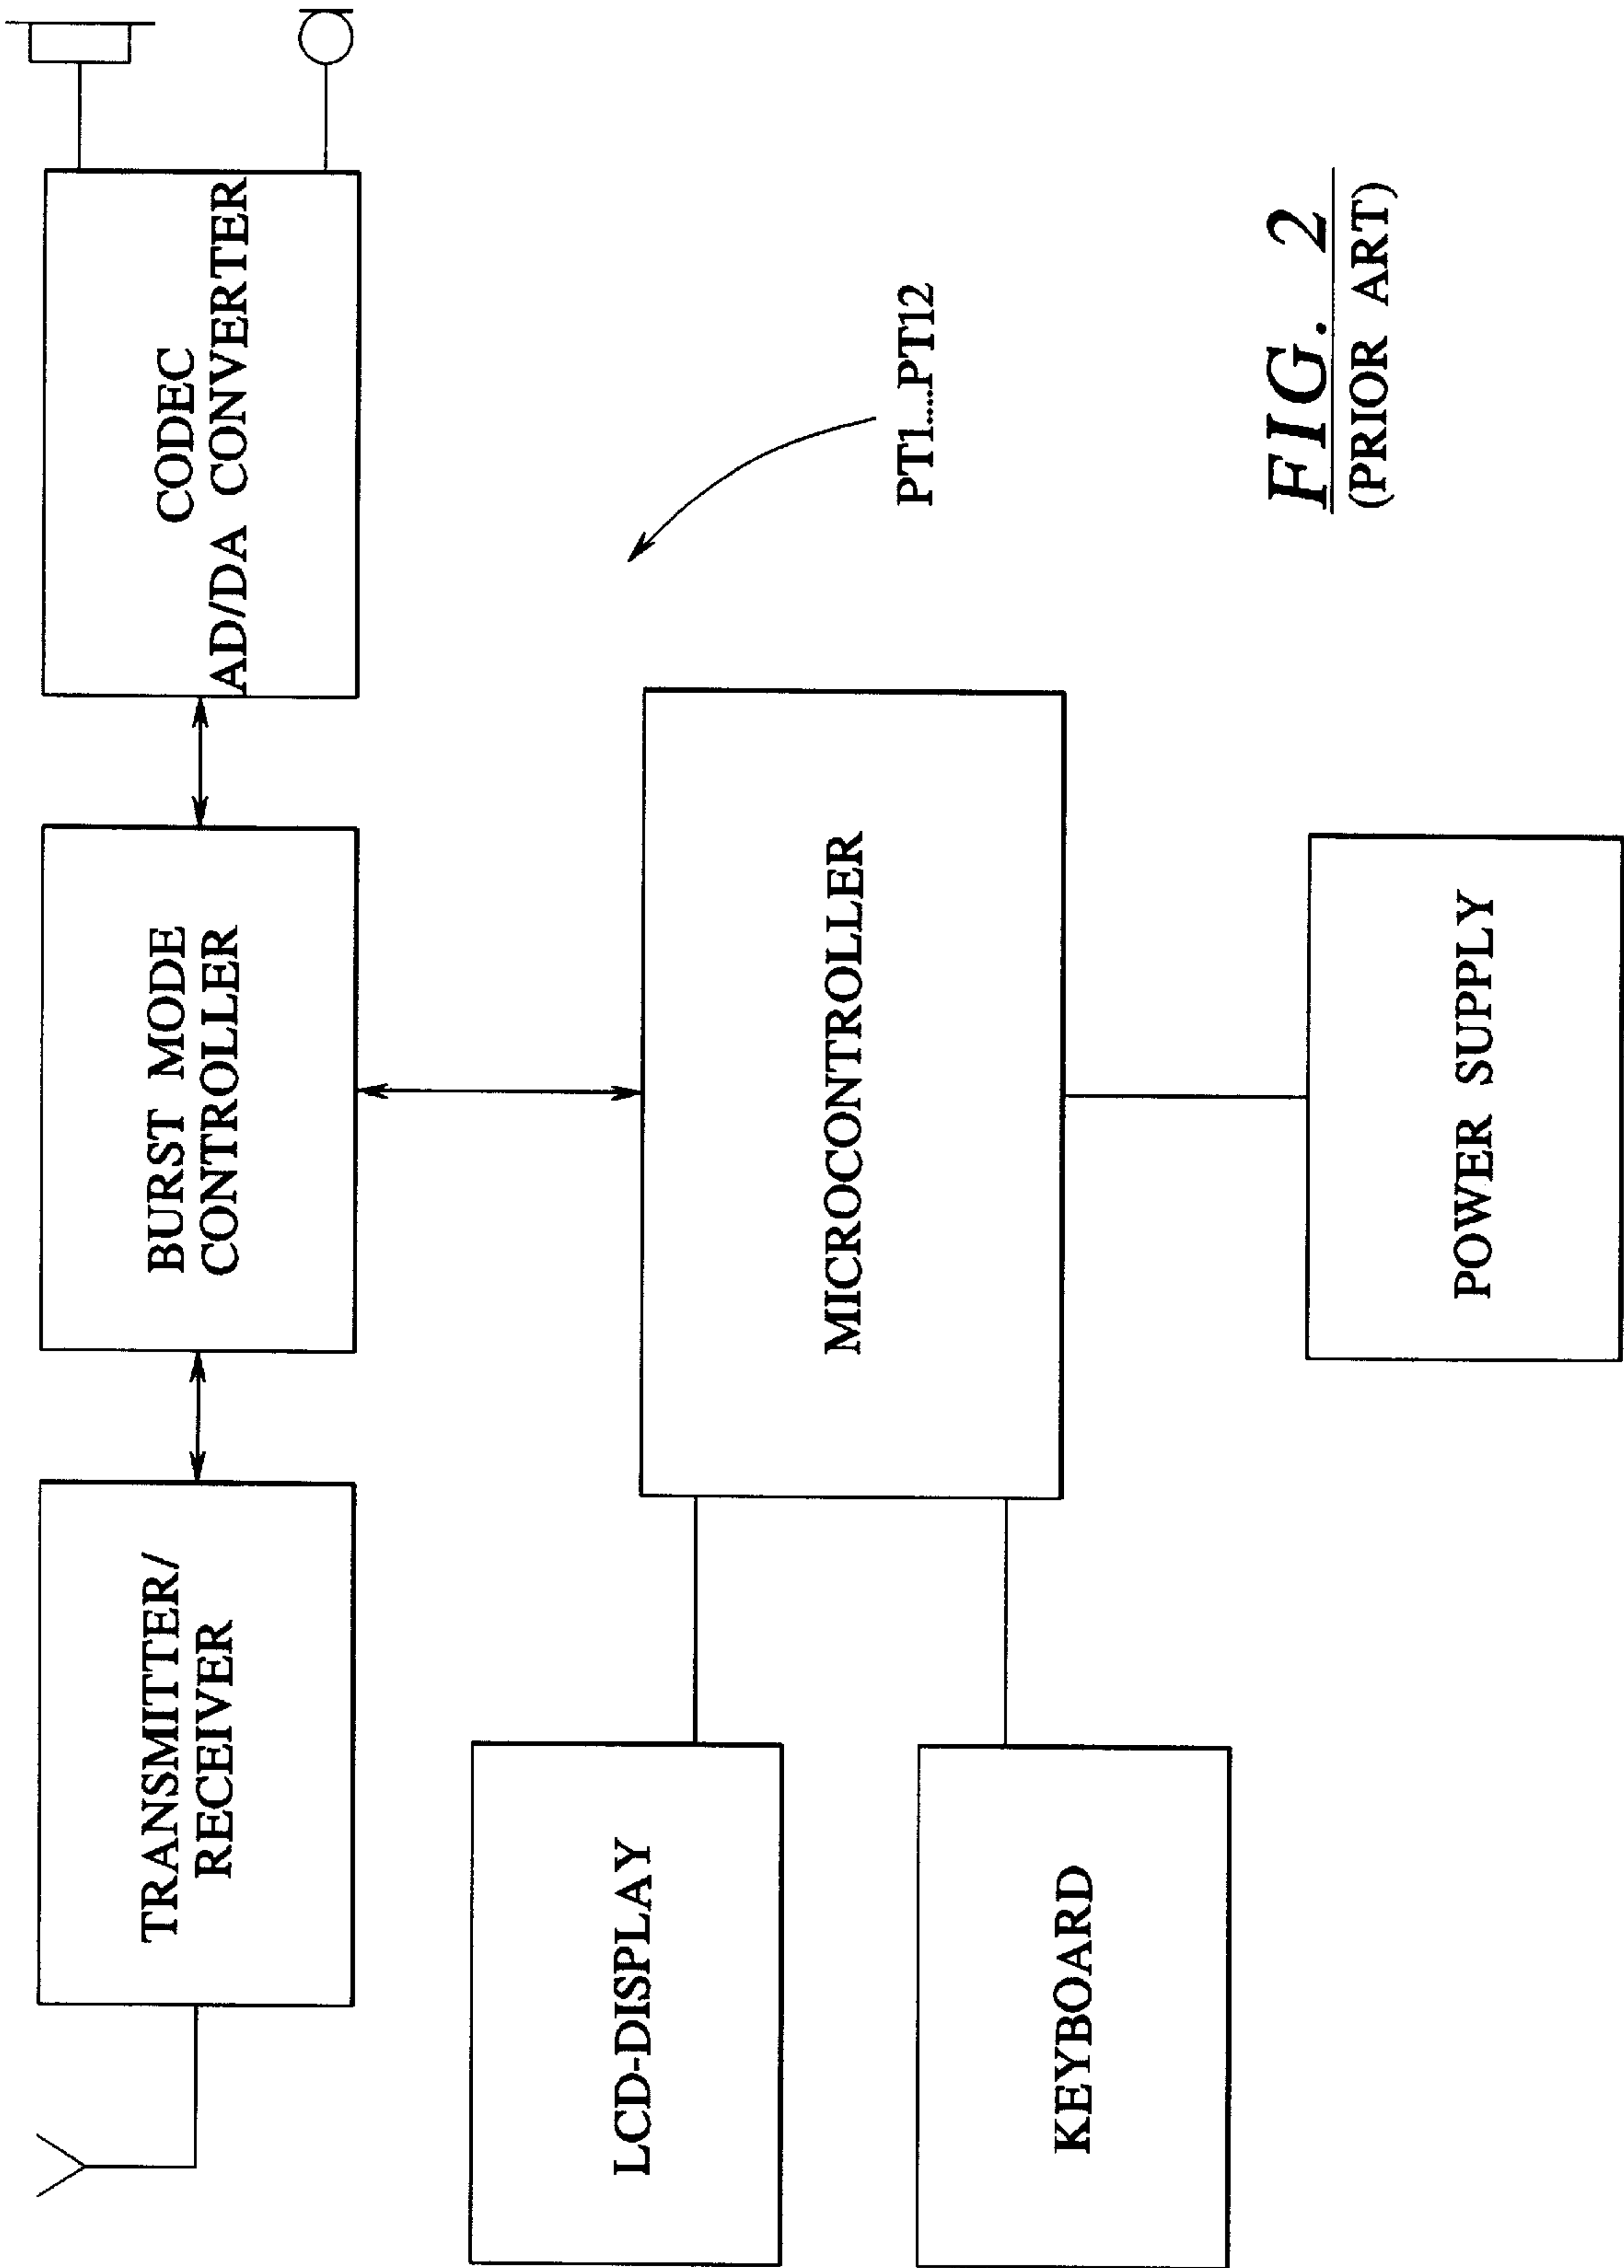 TRANSMITTER/
RECEIVER
BURST MODE
CONTROLLER
CODEC
AD/DA CONVERTER
LCD-DISPLAY
MICROCONTROLLER
PT1....PT12
KEYBOARD
POWER SUPPLY
FIG. 2
(PRIOR ART)